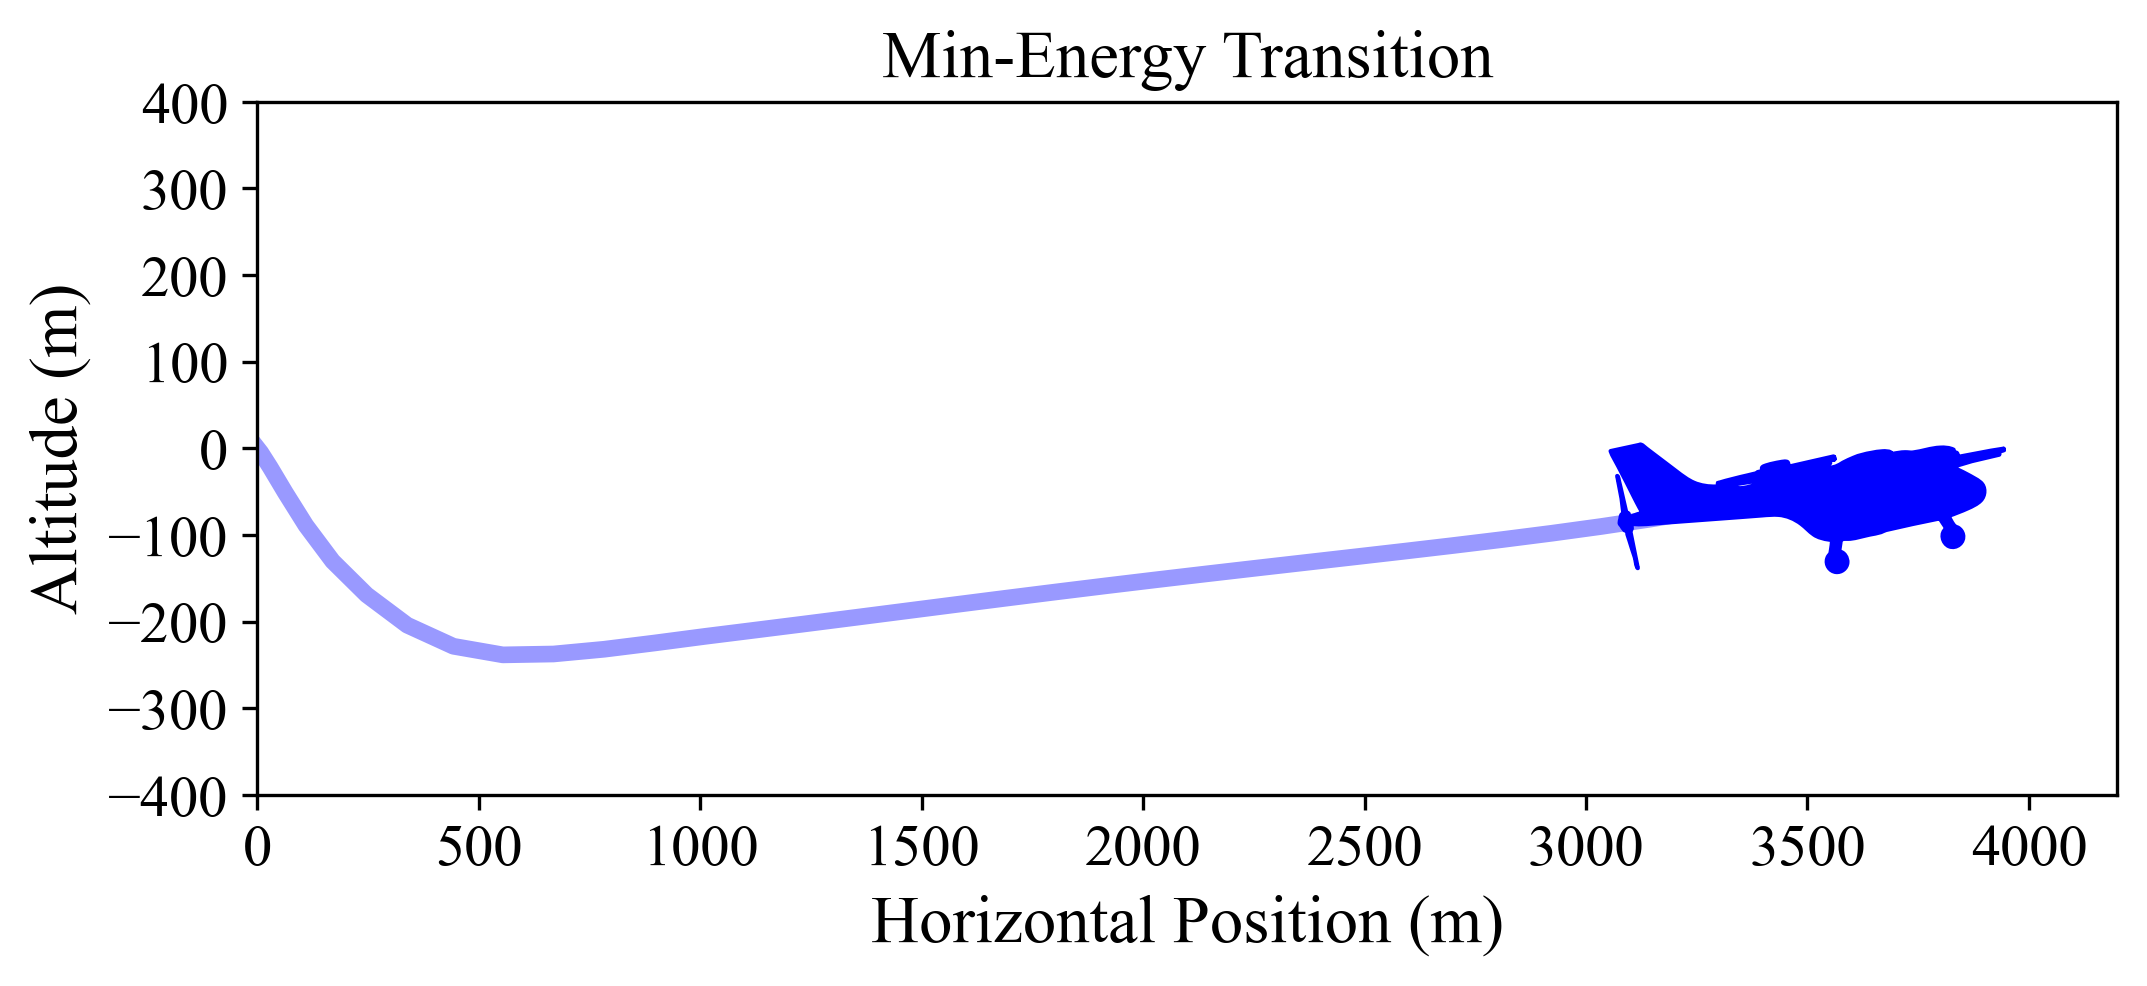 Min-Energy Transition
Altitude (m)
400
300
200
100
0
−100
−200
−300
−400
0 500 1000 1500 2000 2500 3000 3500 4000
Horizontal Position (m)